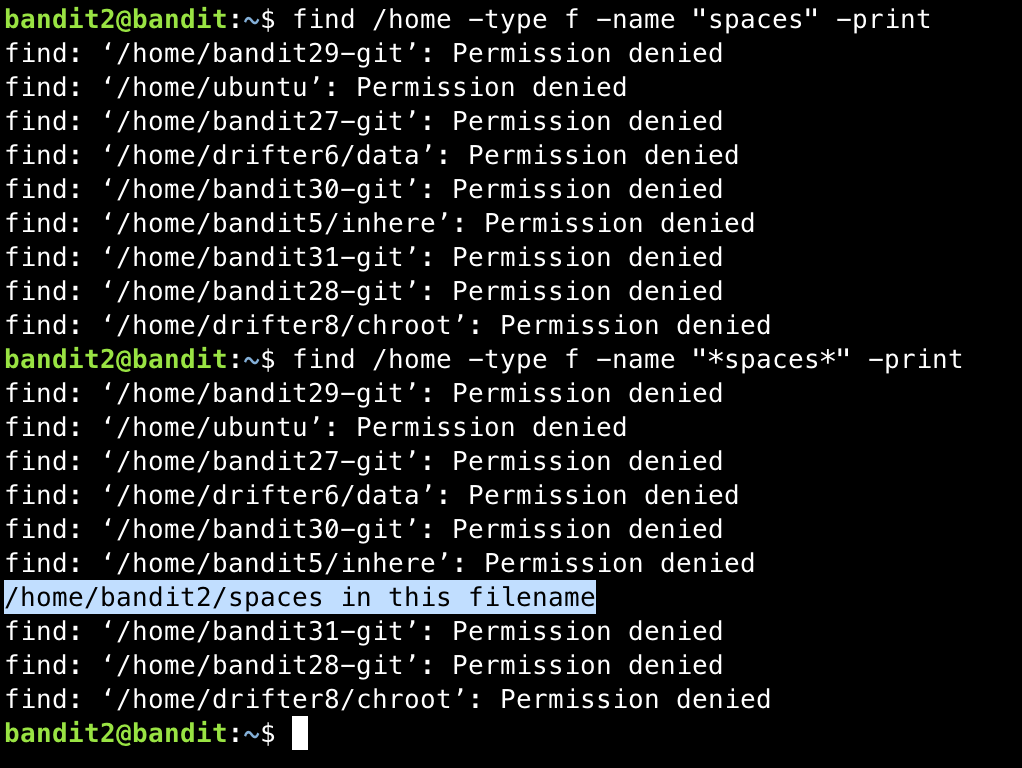 bandit2@bandit:~$ find /home -type f -name "spaces" -print
find: ‘/home/bandit29-git’: Permission denied
find: ‘/home/ubuntu’: Permission denied
find: ‘/home/bandit27-git’: Permission denied
find: ‘/home/drifter6/data’: Permission denied
find: ‘/home/bandit30-git’: Permission denied
find: ‘/home/bandit5/inhere’: Permission denied
find: ‘/home/bandit31-git’: Permission denied
find: ‘/home/bandit28-git’: Permission denied
find: ‘/home/drifter8/chroot’: Permission denied
bandit2@bandit:~$ find /home -type f -name "*spaces*" -print
find: ‘/home/bandit29-git’: Permission denied
find: ‘/home/ubuntu’: Permission denied
find: ‘/home/bandit27-git’: Permission denied
find: ‘/home/drifter6/data’: Permission denied
find: ‘/home/bandit30-git’: Permission denied
find: ‘/home/bandit5/inhere’: Permission denied
/home/bandit2/spaces in this filename
find: ‘/home/bandit31-git’: Permission denied
find: ‘/home/bandit28-git’: Permission denied
find: ‘/home/drifter8/chroot’: Permission denied
bandit2@bandit:~$